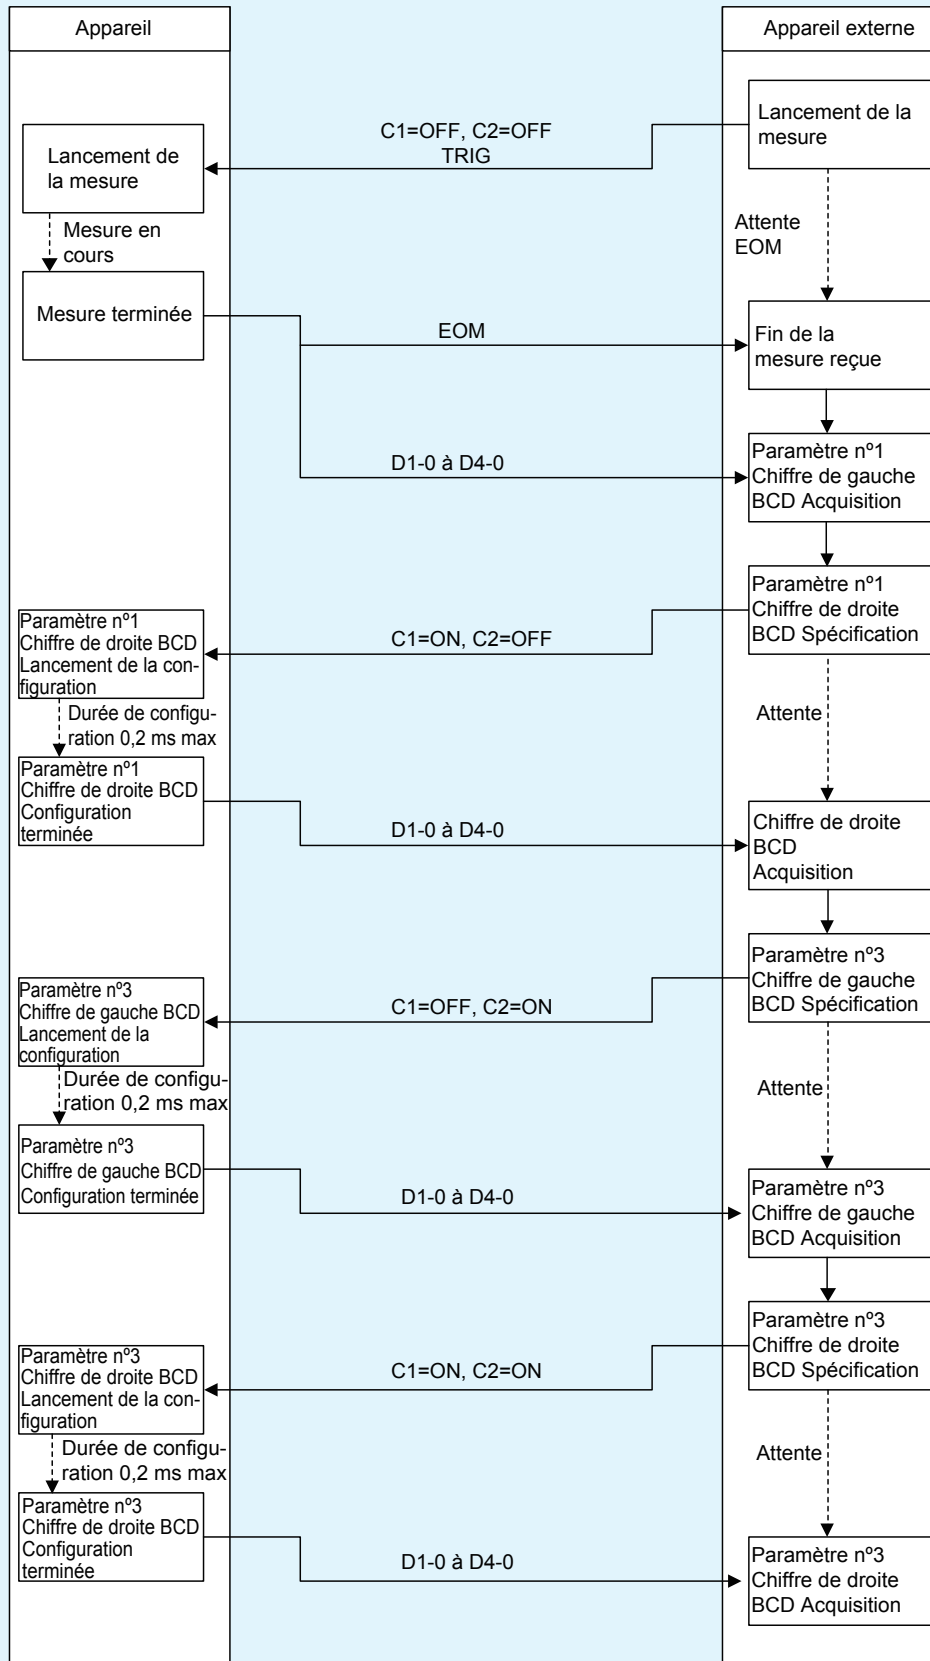 Appareil
Appareil externe
Lancement de la
mesure
C1=OFF, C2=OFF
TRIG
Lancement de
la mesure
Mesure en
cours
Attente
EOM
Mesure terminée
EOM
Fin de la
mesure reçue
D1-0 à D4-0
Paramètre nº1
Chiffre de gauche
BCD Acquisition
Paramètre nº1
Chiffre de droite
BCD Spécification
C1=ON, C2=OFF
Paramètre nº1
Chiffre de droite BCD
Lancement de la con-
figuration
Durée de configu-
ration 0,2 ms max
Attente
Paramètre nº1
Chiffre de droite BCD
Configuration
terminée
D1-0 à D4-0
Chiffre de droite
BCD
Acquisition
Paramètre nº3
Chiffre de gauche
BCD Spécification
C1=OFF, C2=ON
Paramètre nº3
Chiffre de gauche BCD
Lancement de la
configuration
Durée de configu-
ration 0,2 ms max
Attente
Paramètre nº3
Chiffre de gauche BCD
Configuration terminée
D1-0 à D4-0
Paramètre nº3
Chiffre de gauche
BCD Acquisition
Paramètre nº3
Chiffre de droite
BCD Spécification
C1=ON, C2=ON
Paramètre nº3
Chiffre de droite BCD
Lancement de la con-
figuration
Durée de configu-
ration 0,2 ms max
Attente
Paramètre nº3
Chiffre de droite BCD
Configuration
terminée
D1-0 à D4-0
Paramètre nº3
Chiffre de droite
BCD Acquisition